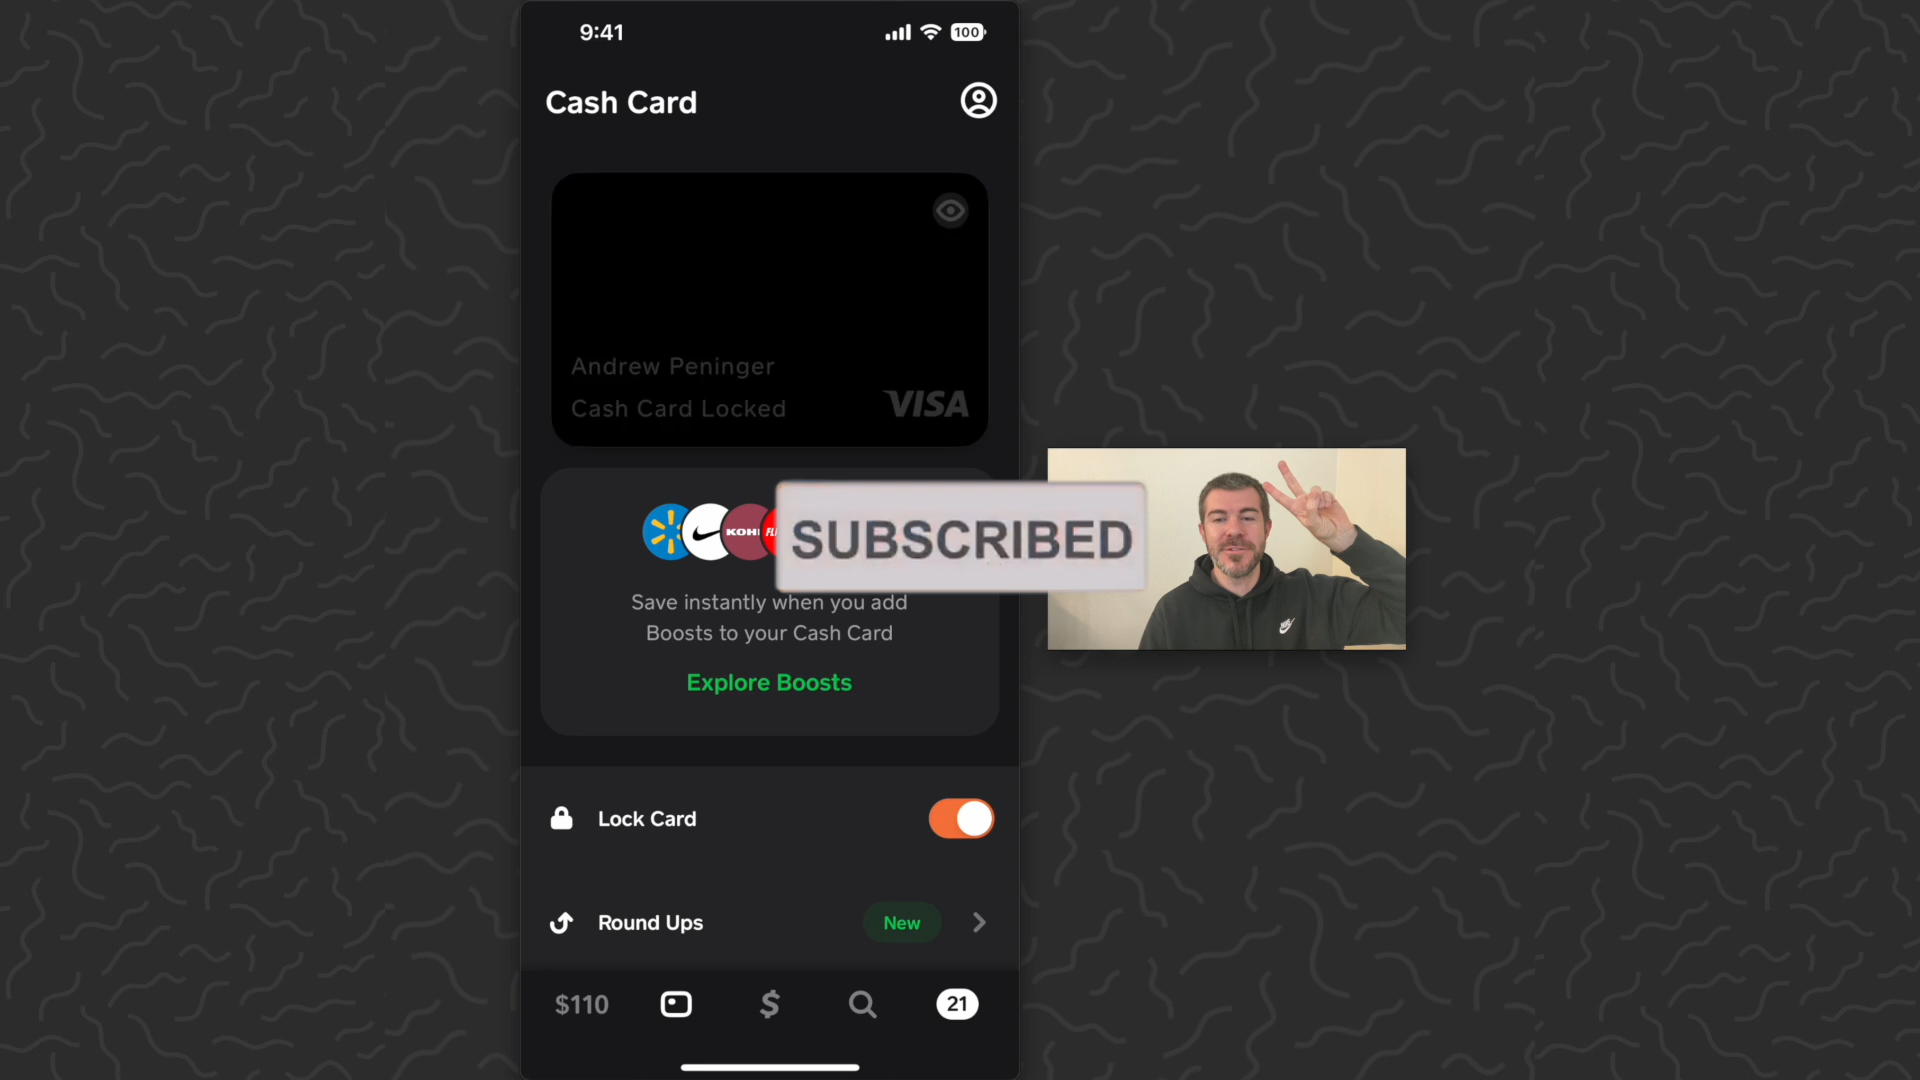 9:41
100
Cash Card
Andrew Peninger
Cash Card Locked
VISA
KOH
SUBSCRIBED
Save instantly when you add
Boosts to your Cash Card
Explore Boosts
Lock Card
Round Ups
New
$110
$
21